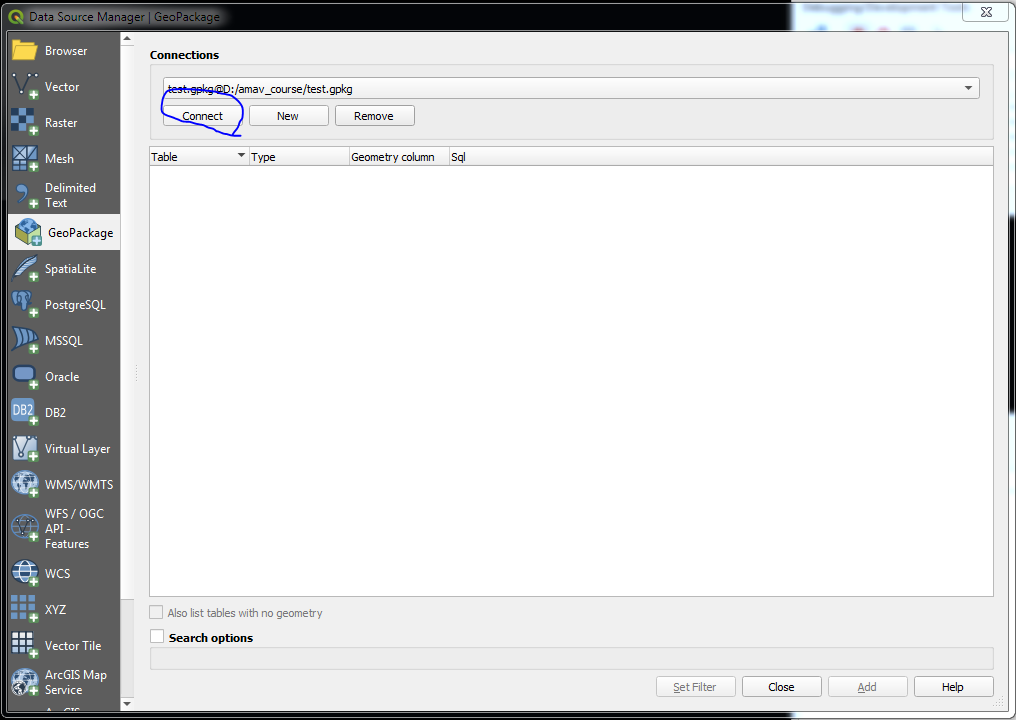 Data Source Manager | GeoPackage
Browser
Vector
Raster
Mesh
Delimited
Text
GeoPackage
SpatiaLite
PostgreSQL
MSSQL
Oracle
DB2
DB2
Virtual Layer
WMS/WMTS
WFS / OGC
API -
Features
WCS
XYZ
Vector Tile
ArcGIS Map
Service
Connections
test.gpkg@D:/amav_course/test.gpkg
Connect New Remove
Table Type Geometry column Sql
Also list tables with no geometry
Search options
Set Filter Close Add Help